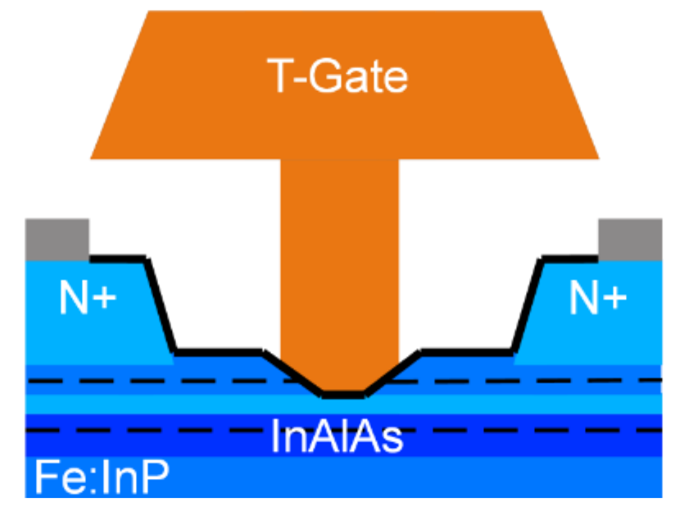 T-Gate
N+
N+
InAlAs
Fe:InP